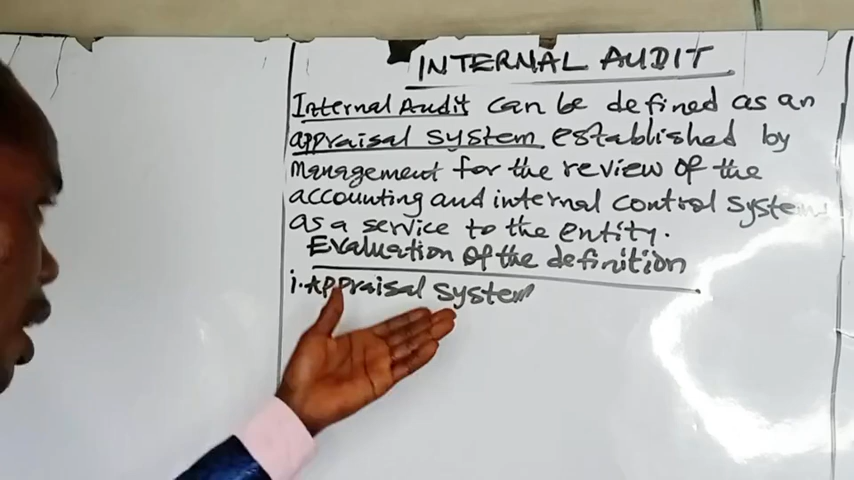 INTERNAL AUDIT
Internal Audit can be defined as an
appraisal system established by
management for the review of the
accounting and internal control system
as a service to the entity.
Evaluation of the definition
i. Appraisal System